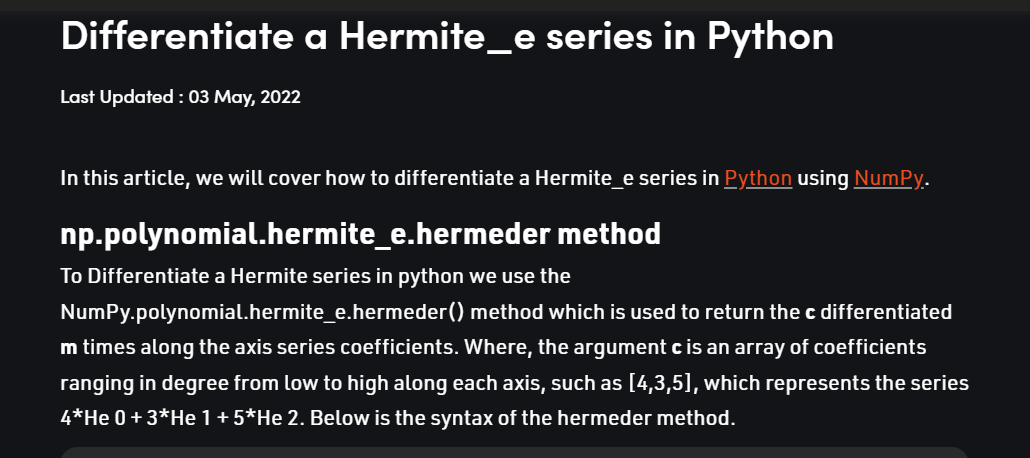 Differentiate a Hermite_e series in Python
Last Updated : 03 May, 2022
In this article, we will cover how to differentiate a Hermite_e series in Python using NumPy.
np.polynomial.hermite_e.hermeder method
To Differentiate a Hermite series in python we use the
NumPy.polynomial.hermite_e.hermeder() method which is used to return the c differentiated
m times along the axis series coefficients. Where, the argument c is an array of coefficients
ranging in degree from low to high along each axis, such as [4,3,5], which represents the series
4*He 0 + 3*He 1 + 5*He 2. Below is the syntax of the hermeder method.